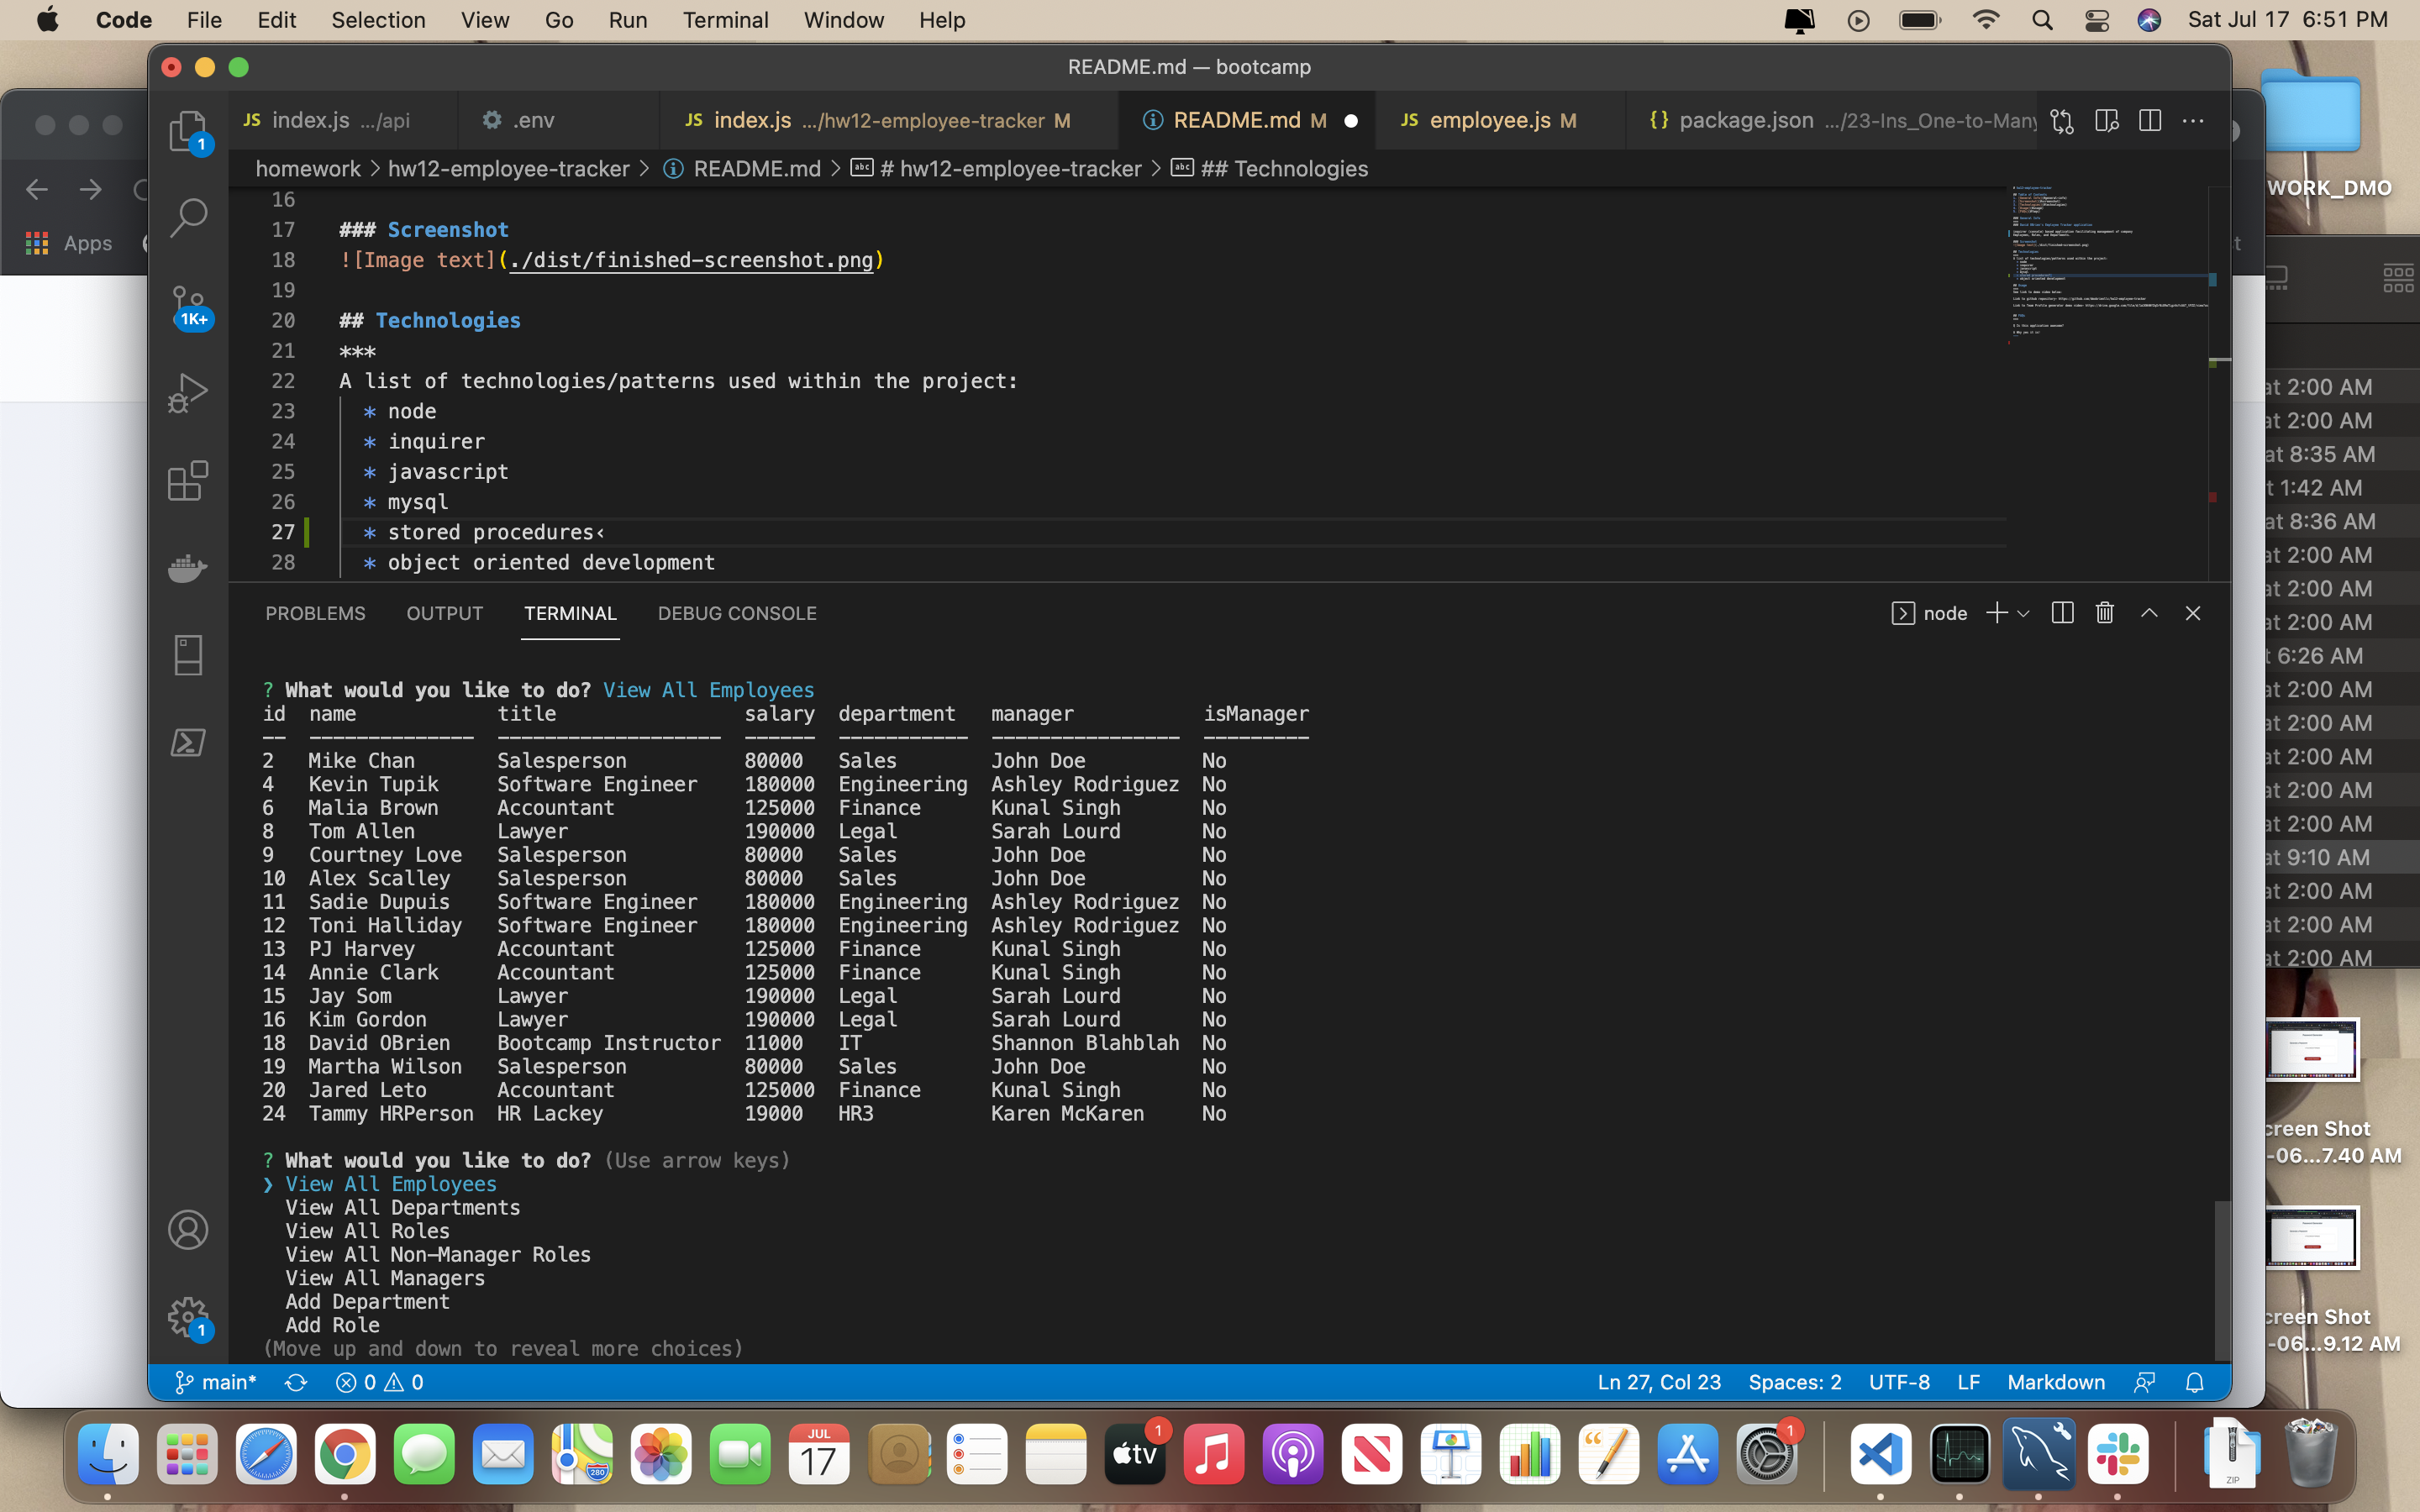 Code File Edit Selection View Go Run Terminal Window Help Sat Jul 17 6:51 PM
README.md — bootcamp
JS index.js .../api .env JS index.js .../hw12-employee-tracker M README.md M JS employee.js M {} package.json .../23-Ins_One-to-Many
homework > hw12-employee-tracker > README.md > # hw12-employee-tracker > ## Technologies
Apps
1
1K+
16
17 ### Screenshot
18 ![Image text](./dist/finished-screenshot.png)
19
20 ## Technologies
21 ***
22 A list of technologies/patterns used within the project:
23 * node
24 * inquirer
25 * javascript
26 * mysql
27 * stored procedures<
28 * object oriented development
PROBLEMS OUTPUT TERMINAL DEBUG CONSOLE node
? What would you like to do? View All Employees
id name title salary department manager isManager
-- -------------- ------------------- ------ ----------- ---------------- ---------
2 Mike Chan Salesperson 80000 Sales John Doe No
4 Kevin Tupik Software Engineer 180000 Engineering Ashley Rodriguez No
6 Malia Brown Accountant 125000 Finance Kunal Singh No
8 Tom Allen Lawyer 190000 Legal Sarah Lourd No
9 Courtney Love Salesperson 80000 Sales John Doe No
10 Alex Scalley Salesperson 80000 Sales John Doe No
11 Sadie Dupuis Software Engineer 180000 Engineering Ashley Rodriguez No
12 Toni Halliday Software Engineer 180000 Engineering Ashley Rodriguez No
13 PJ Harvey Accountant 125000 Finance Kunal Singh No
14 Annie Clark Accountant 125000 Finance Kunal Singh No
15 Jay Som Lawyer 190000 Legal Sarah Lourd No
16 Kim Gordon Lawyer 190000 Legal Sarah Lourd No
18 David OBrien Bootcamp Instructor 11000 IT Shannon Blahblah No
19 Martha Wilson Salesperson 80000 Sales John Doe No
20 Jared Leto Accountant 125000 Finance Kunal Singh No
24 Tammy HRPerson HR Lackey 19000 HR3 Karen McKaren No
? What would you like to do? (Use arrow keys)
❯ View All Employees
View All Departments
View All Roles
View All Non-Manager Roles
View All Managers
Add Department
Add Role
(Move up and down to reveal more choices)
1
main* 0 0 Ln 27, Col 23 Spaces: 2 UTF-8 LF Markdown
WORK_DMO
at 2:00 AM
at 2:00 AM
at 8:35 AM
t 1:42 AM
at 8:36 AM
at 2:00 AM
at 2:00 AM
at 2:00 AM
t 6:26 AM
at 2:00 AM
at 2:00 AM
at 2:00 AM
at 2:00 AM
at 2:00 AM
at 9:10 AM
at 2:00 AM
at 2:00 AM
at 2:00 AM
creen Shot
-06...7.40 AM
creen Shot
-06...9.12 AM
JUL
17
280
tv
1
1
ZIP